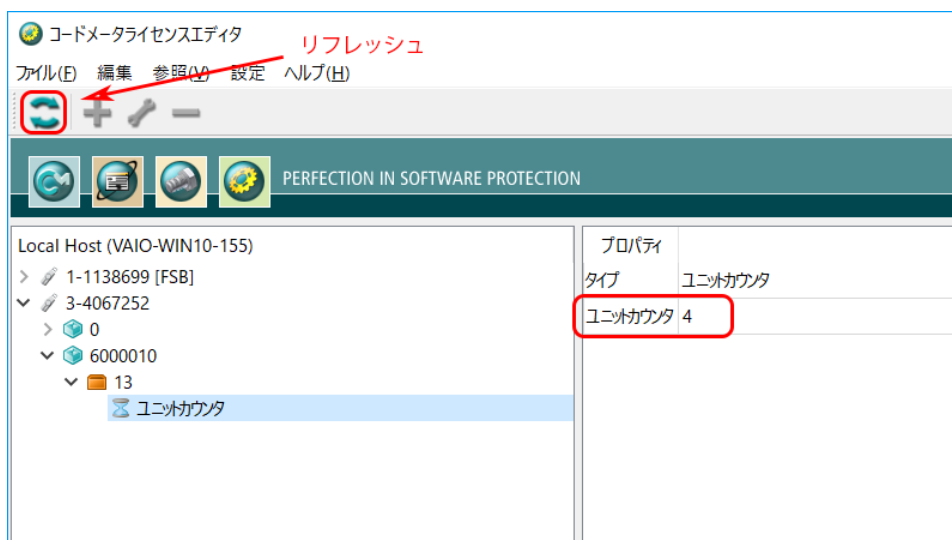 コードメータライセンスエディタ
リフレッシュ
ファイル(F) 編集 参照(V) 設定 ヘルプ(H)
PERFECTION IN SOFTWARE PROTECTION
Local Host (VAIO-WIN10-155)
1-1138699 [FSB]
3-4067252
0
6000010
13
ユニットカウンタ
プロパティ
タイプ ユニットカウンタ
ユニットカウンタ 4